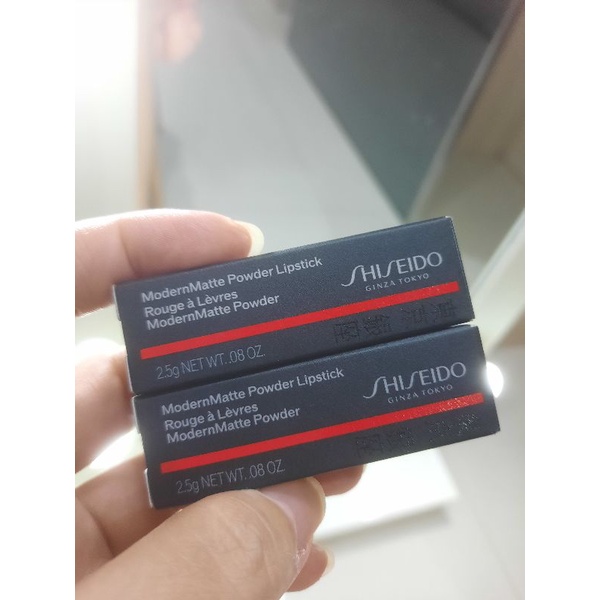 ModernMatte Powder Lipstick
Rouge à Lèvres
ModernMatte Powder
SHISEIDO
GINZA TOKYO
2.5g NET WT. .08 OZ.
ModernMatte Powder Lipstick
Rouge à Lèvres
ModernMatte Powder
SHISEIDO
GINZA TOKYO
2.5g NET WT. .08 OZ.